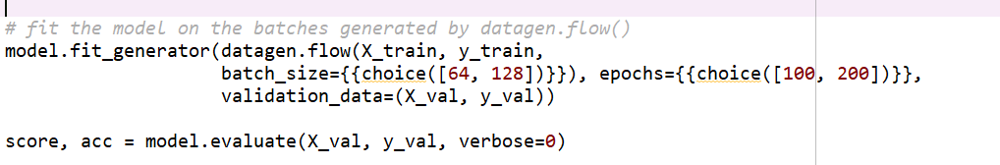 # fit the model on the batches generated by datagen.flow()
model.fit_generator(datagen.flow(X_train, y_train,
batch_size={{choice([64, 128])}}), epochs={{choice([100, 200])}},
validation_data=(X_val, y_val))
score, acc = model.evaluate(X_val, y_val, verbose=0)